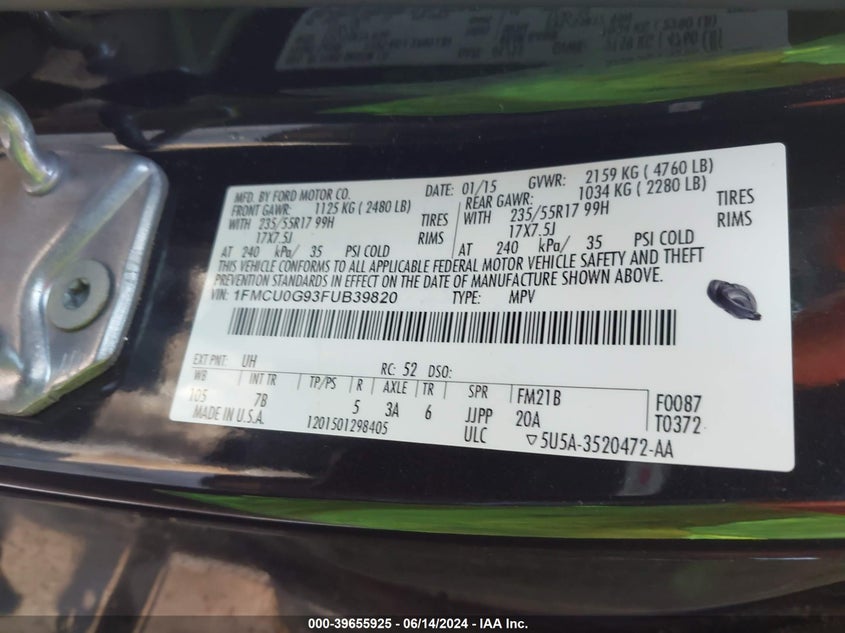 MFD. BY FORD MOTOR CO. DATE: 01/15 GVWR: 2159 KG ( 4760 LB)
FRONT GAWR: 1125 KG ( 2480 LB) REAR GAWR: 1034 KG ( 2280 LB)
WITH 235/55R17 99H TIRES WITH 235/55R17 99H TIRES
17X7.5J RIMS 17X7.5J RIMS
AT 240 kPa/ 35 PSI COLD AT 240 kPa/ 35 PSI COLD
THIS VEHICLE CONFORMS TO ALL APPLICABLE FEDERAL MOTOR VEHICLE SAFETY AND THEFT
PREVENTION STANDARDS IN EFFECT ON THE DATE OF MANUFACTURE SHOWN ABOVE.
VIN: 1FMCU0G93FUB39820 TYPE: MPV
EXT PNT: UH RC: 52 DSO:
WB INT TR TP/PS R AXLE TR SPR FM21B F0087
105 7B 5 3A 6 JJPP 20A T0372
MADE IN U.S.A. 1201501298405 ULC ▽5U5A-3520472-AA
000-39655925 - 06/14/2024 - IAA Inc.